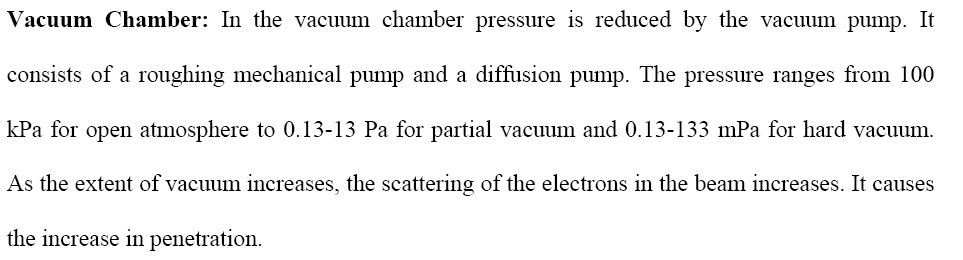 Vacuum Chamber: In the vacuum chamber pressure is reduced by the vacuum pump. It
consists of a roughing mechanical pump and a diffusion pump. The pressure ranges from 100
kPa for open atmosphere to 0.13-13 Pa for partial vacuum and 0.13-133 mPa for hard vacuum.
As the extent of vacuum increases, the scattering of the electrons in the beam increases. It causes
the increase in penetration.